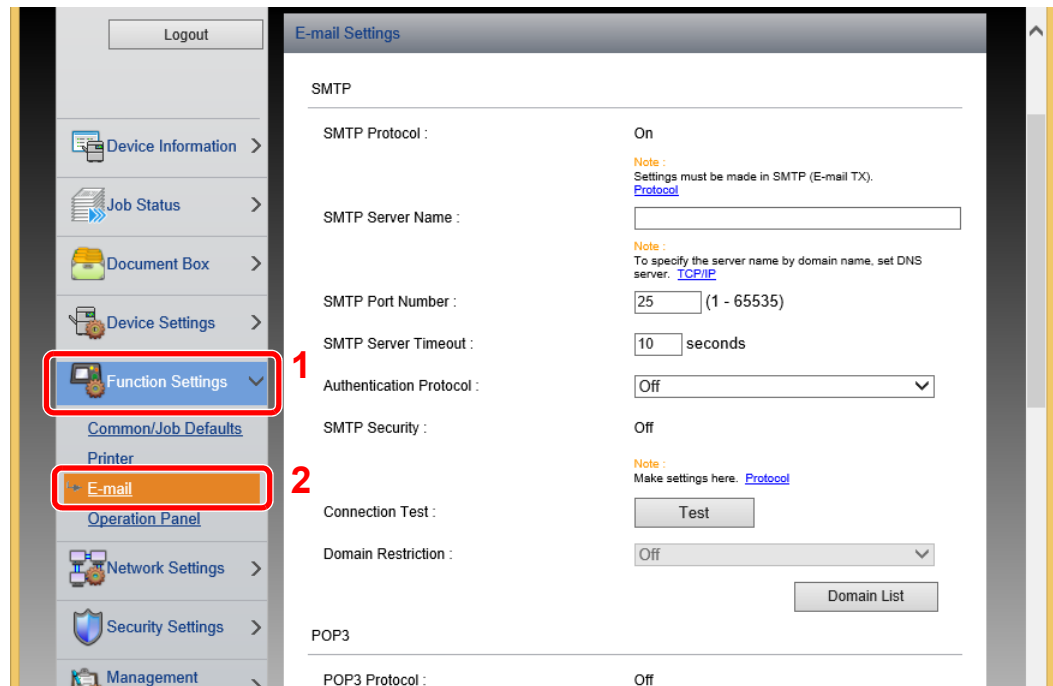 Logout
Device Information
Job Status
Document Box
Device Settings
Function Settings
1
Common/Job Defaults
Printer
E-mail
2
Operation Panel
Network Settings
Security Settings
Management
E-mail Settings
SMTP
SMTP Protocol : On
Note :
Settings must be made in SMTP (E-mail TX).
Protocol
SMTP Server Name :
Note :
To specify the server name by domain name, set DNS
server. TCP/IP
SMTP Port Number : 25 (1 - 65535)
SMTP Server Timeout : 10 seconds
Authentication Protocol : Off
SMTP Security : Off
Note :
Make settings here. Protocol
Connection Test : Test
Domain Restriction : Off
Domain List
POP3
POP3 Protocol : Off